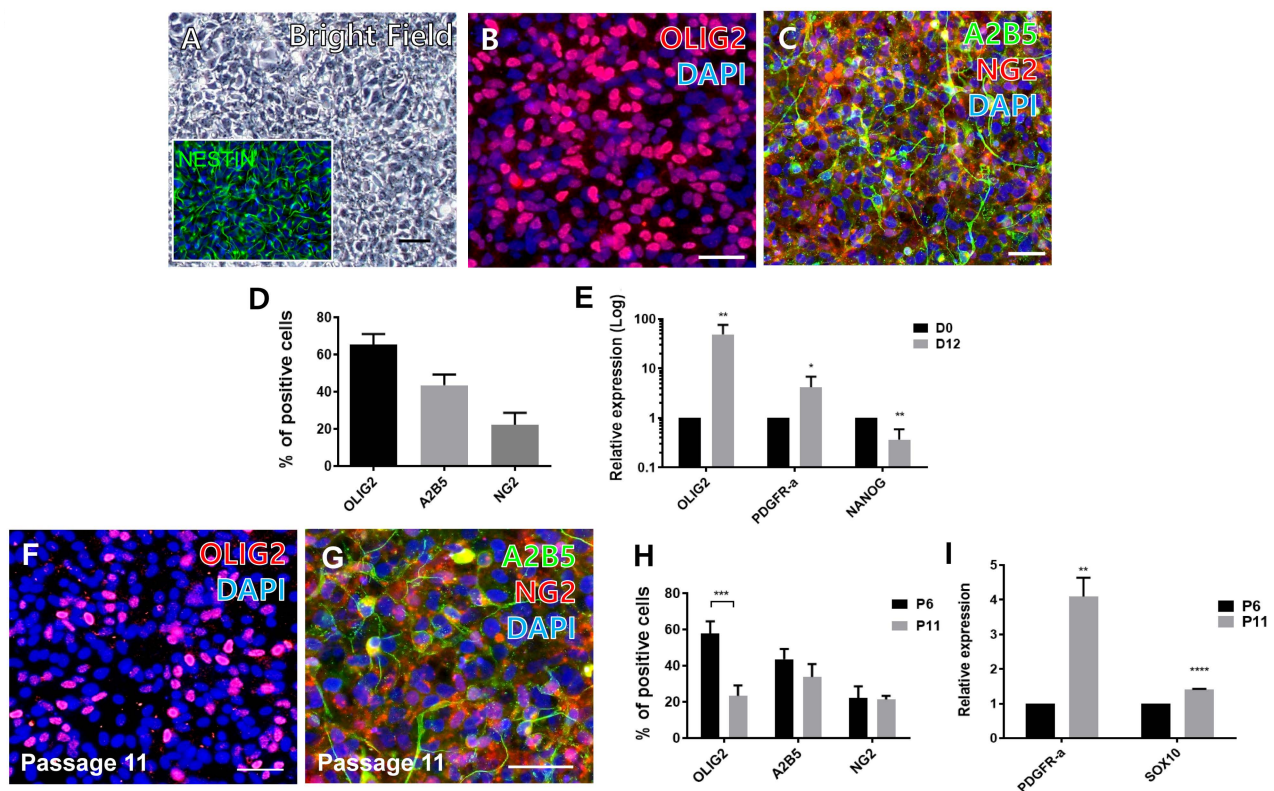 A
Bright Field
NESTIN
B
OLIG2
DAPI
C
A2B5
NG2
DAPI
D
% of positive cells
80
60
40
20
0
OLIG2
A2B5
NG2
E
Relative expression (Log)
100
10
1
0.1
**
*
**
D0
D12
OLIG2
PDGFR-a
NANOG
F
OLIG2
DAPI
Passage 11
G
A2B5
NG2
DAPI
Passage 11
H
% of positive cells
80
60
40
20
0
***
P6
P11
OLIG2
A2B5
NG2
I
Relative expression
5
4
3
2
1
0
**
****
P6
P11
PDGFR-a
SOX10